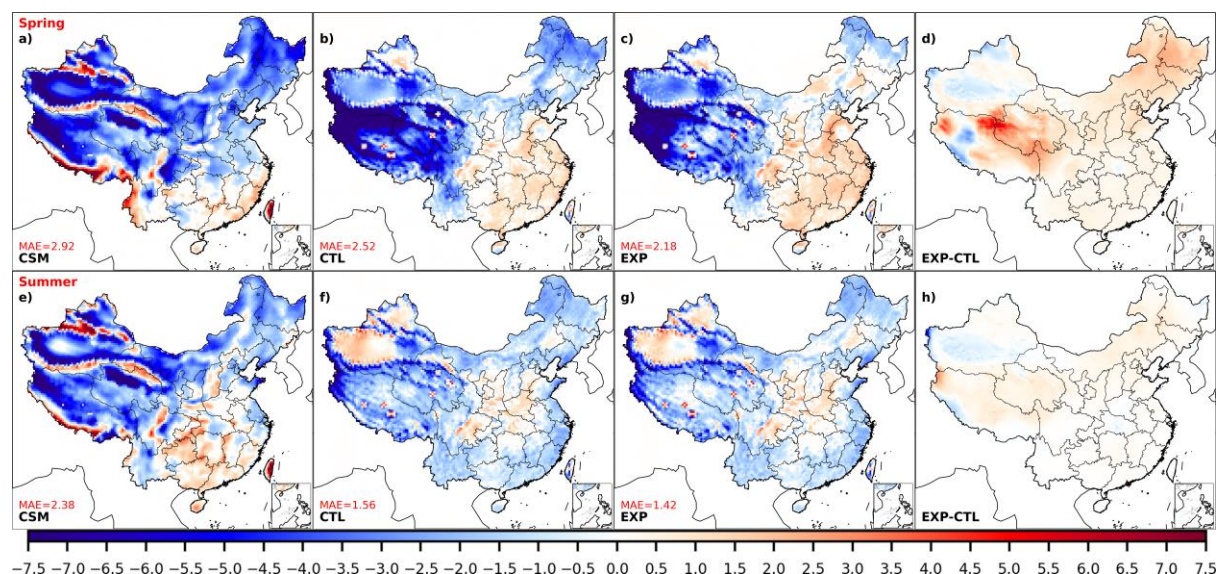 Spring
a)
b)
c)
d)
MAE=2.92
CSM
MAE=2.52
CTL
MAE=2.18
EXP
EXP-CTL
Summer
e)
f)
g)
h)
MAE=2.38
CSM
MAE=1.56
CTL
MAE=1.42
EXP
EXP-CTL
−7.5 −7.0 −6.5 −6.0 −5.5 −5.0 −4.5 −4.0 −3.5 −3.0 −2.5 −2.0 −1.5 −1.0 −0.5 0.0 0.5 1.0 1.5 2.0 2.5 3.0 3.5 4.0 4.5 5.0 5.5 6.0 6.5 7.0 7.5